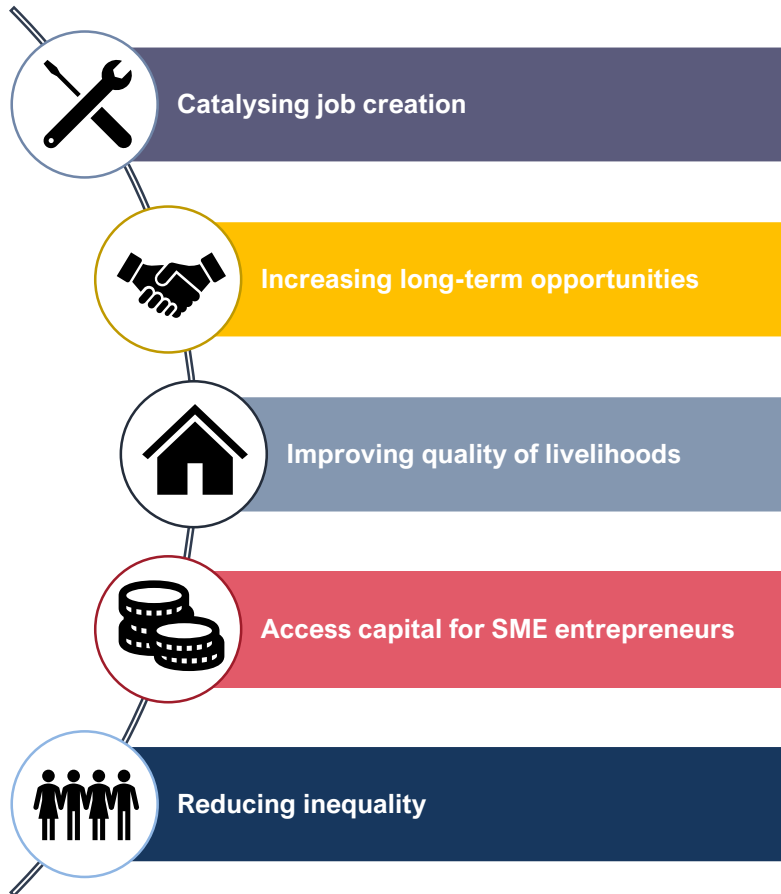 Catalysing job creation
Increasing long-term opportunities
Improving quality of livelihoods
Access capital for SME entrepreneurs
Reducing inequality